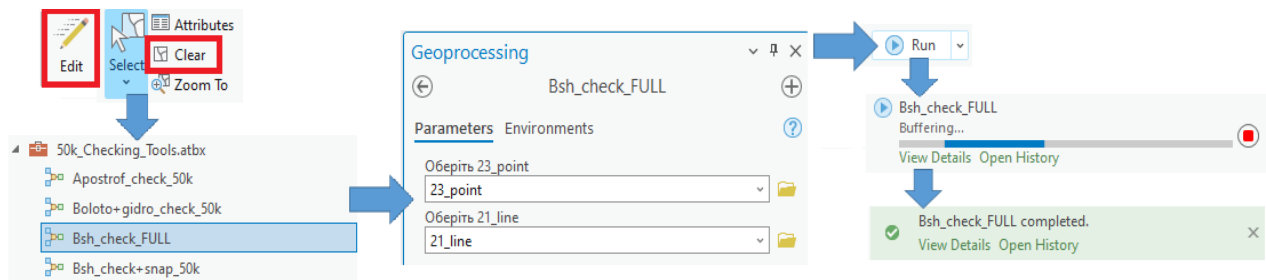 Edit
Select
Attributes
Clear
Zoom To
50k_Checking_Tools.atbx
Apostrof_check_50k
Boloto+gidro_check_50k
Bsh_check_FULL
Bsh_check+snap_50k
Geoprocessing
Bsh_check_FULL
Parameters Environments
Оберіть 23_point
23_point
Оберіть 21_line
21_line
Run
Bsh_check_FULL
Buffering...
View Details Open History
Bsh_check_FULL completed.
View Details Open History